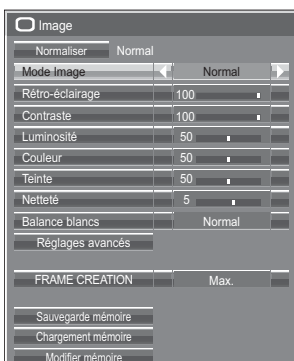 Image
Normaliser Normal
Mode Image Normal
Rétro-éclairage 100
Contraste 100
Luminosité 50
Couleur 50
Teinte 50
Netteté 5
Balance blancs Normal
Réglages avancés
FRAME CREATION Max.
Sauvegarde mémoire
Chargement mémoire
Modifier mémoire